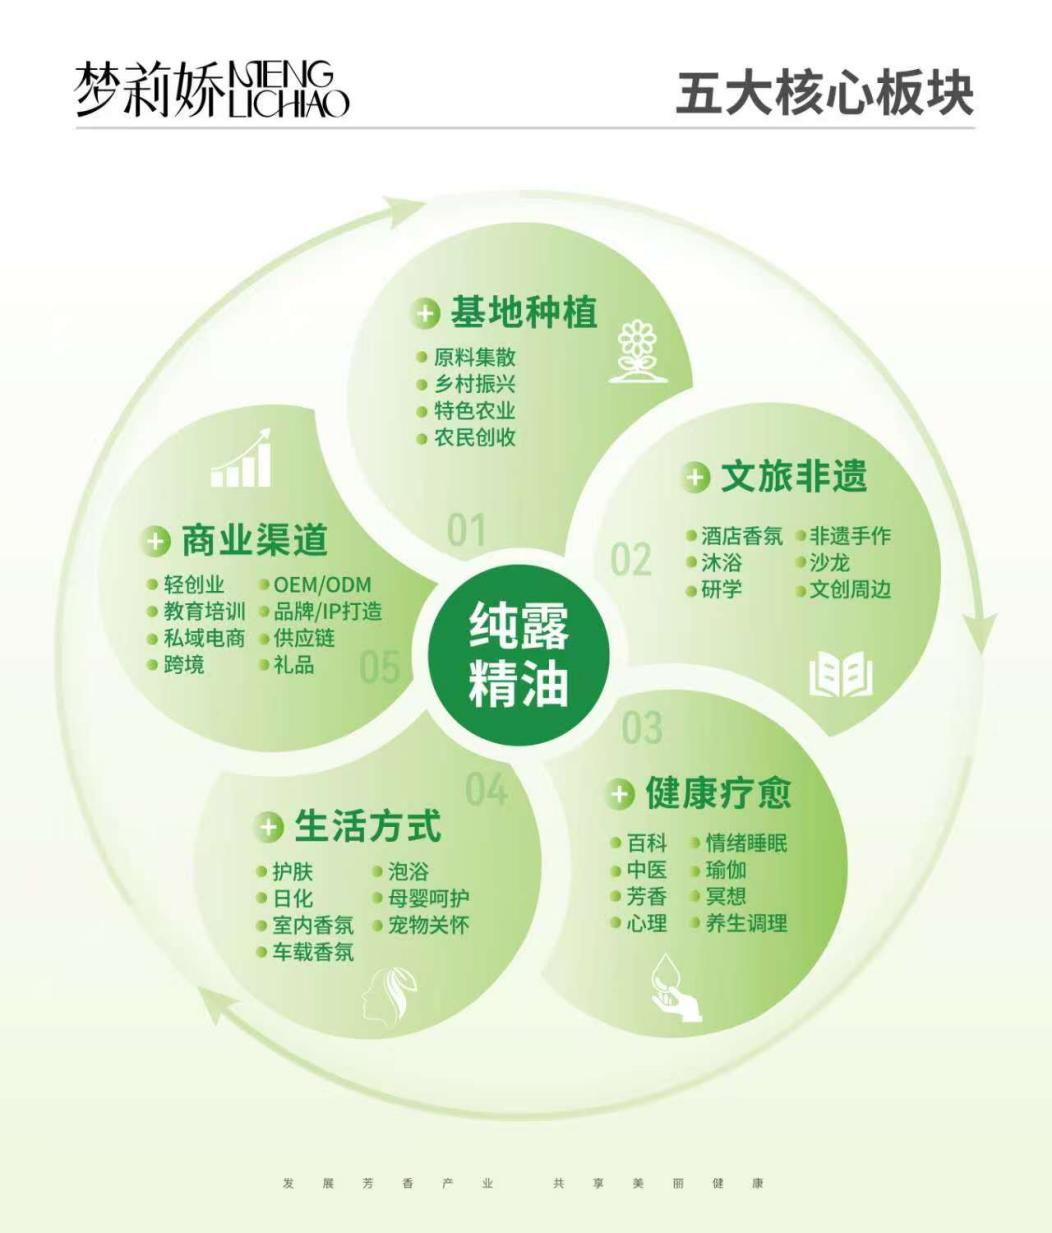 梦莉娇 MENG LICHIAO
五大核心板块
基地种植
原料集散
乡村振兴
特色农业
农民创收
01
文旅非遗
酒店香氛 非遗手作
沐浴 沙龙
研学 文创周边
02
03
健康疗愈
百科 情绪睡眠
中医 瑜伽
芳香 冥想
心理 养生调理
04
生活方式
护肤 泡浴
日化 母婴呵护
室内香氛 宠物关怀
车载香氛
商业渠道
轻创业 OEM/ODM
教育培训 品牌/IP打造
私域电商 供应链
跨境 礼品
05
纯露
精油
发展芳香产业 共享美丽健康